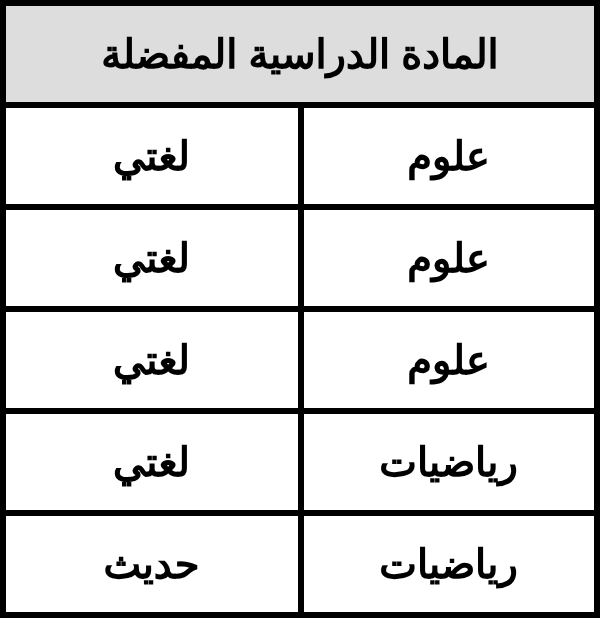 المادة الدراسية المفضلة
علوم لغتي
علوم لغتي
علوم لغتي
رياضيات لغتي
رياضيات حديث